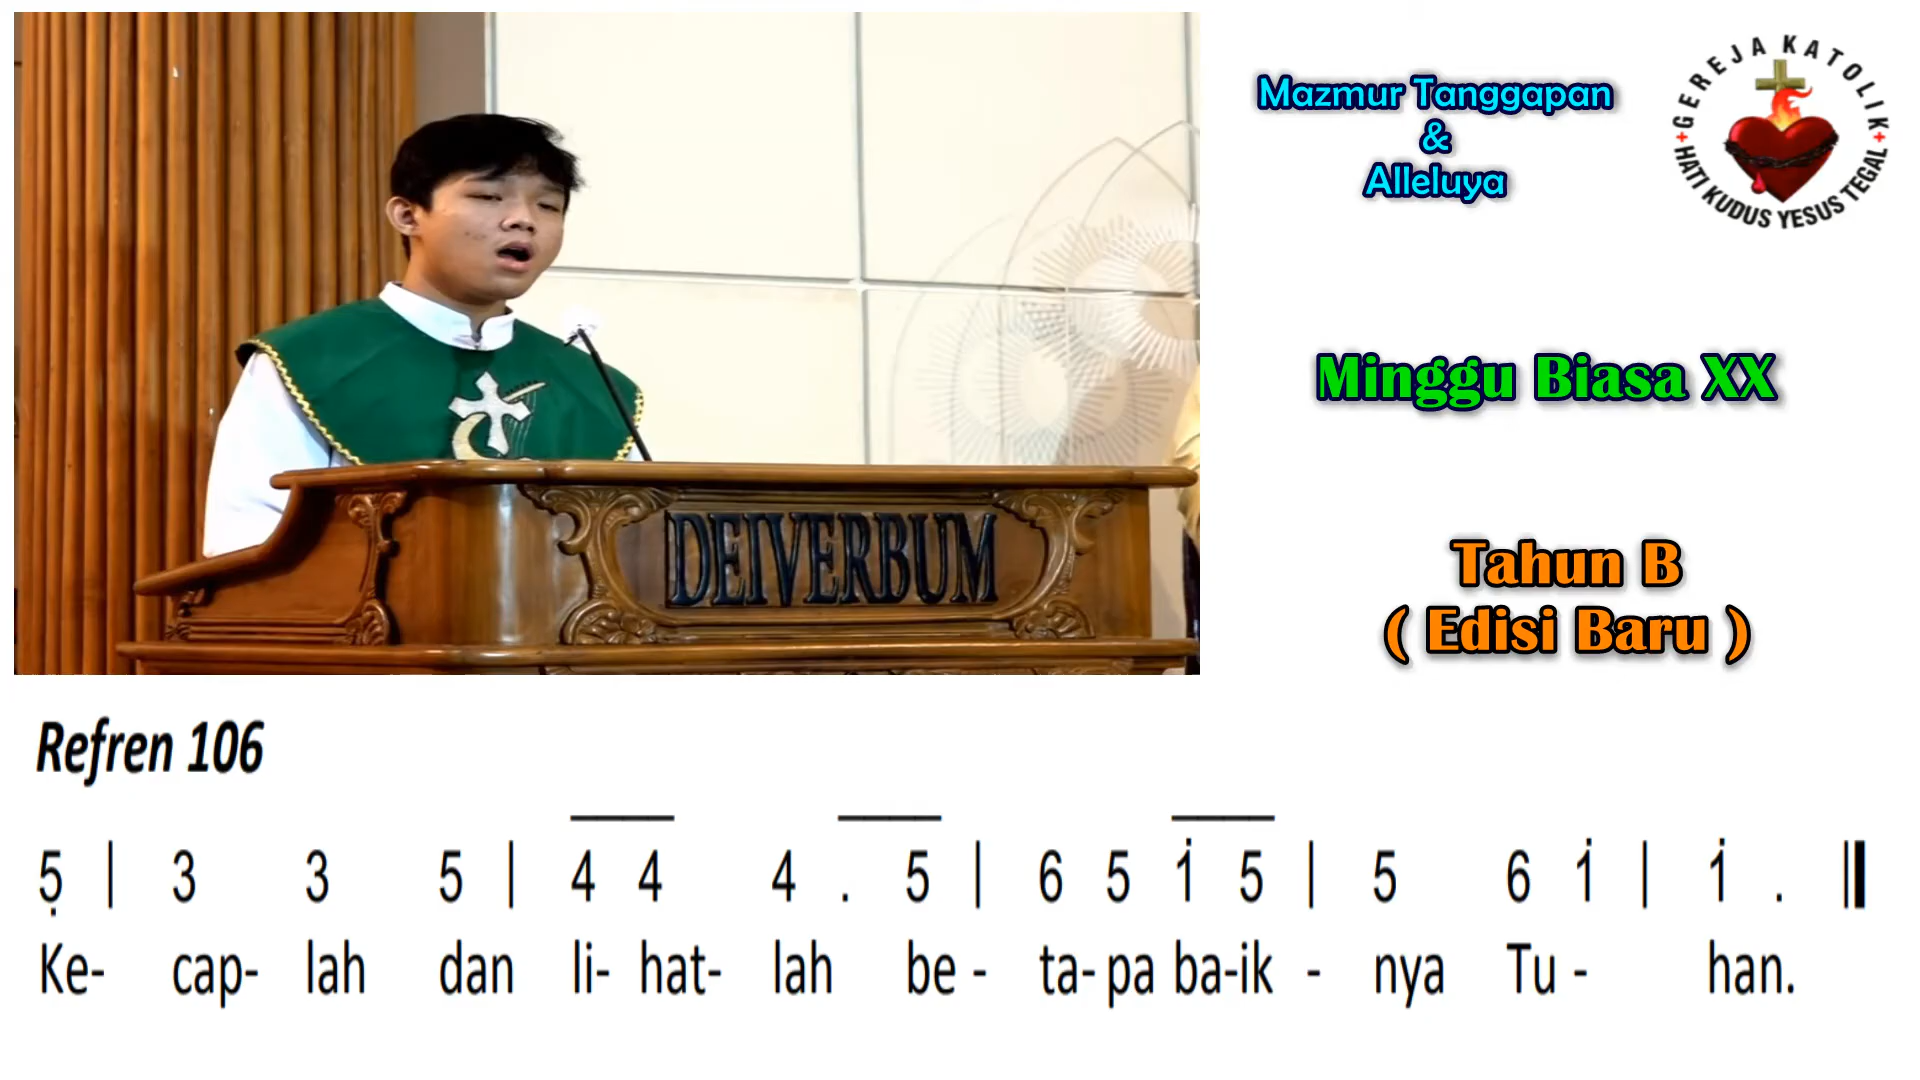 Mazmur Tanggapan
&
Alleluya
GEREJA KATOLIK
HATI KUDUS YESUS TEGAL
Minggu Biasa XX
Tahun B
( Edisi Baru )
DEIVERBUM
Refren 106
5̣ | 3 3 5 | 4 4 4 . 5 | 6 5 1̇ 5 | 5 6 1̇ | 1̇ . ||
Ke- cap- lah dan li- hat- lah be - ta- pa ba-ik - nya Tu - han.